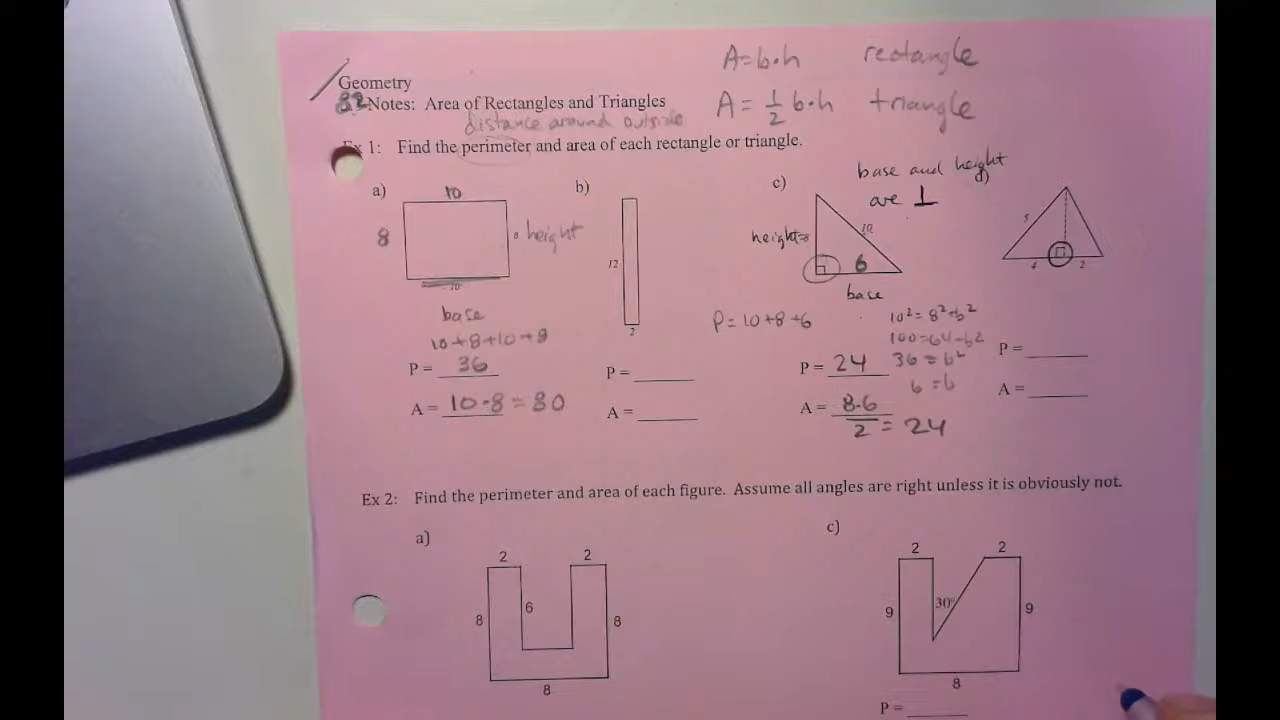 A = b·h rectangle
Geometry
82 Notes: Area of Rectangles and Triangles
A = 1/2 b·h triangle
distance around outside
Ex 1: Find the perimeter and area of each rectangle or triangle.
base and height
are ⊥
a)
b)
c)
10
8
8 height
10
base
10+8+10+8
P = 36
A = 10·8 = 80
12
2
P = ______
A = ______
height=8
10
6
base
P = 10+8+6
10² = 8²+b²
100=64+b²
36 = b²
6 = b
P = 24
A = 8·6
2 = 24
5
4
2
P = ______
A = ______
Ex 2: Find the perimeter and area of each figure. Assume all angles are right unless it is obviously not.
a)
2
2
6
8
8
8
c)
2
2
30°
9
9
8
P = ______